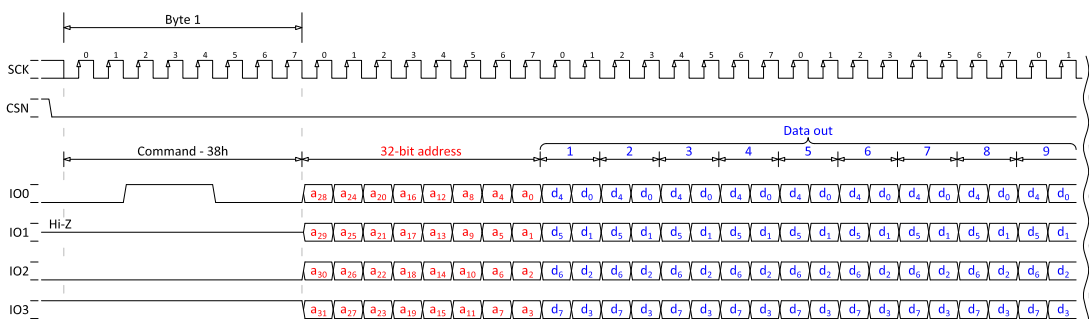 Byte 1
SCK 0 1 2 3 4 5 6 7 0 1 2 3 4 5 6 7 0 1 2 3 4 5 6 7 0 1 2 3 4 5 6 7 0 1
CSN
Data out
Command - 38h 32-bit address 1 2 3 4 5 6 7 8 9
IO0 a28 a24 a20 a16 a12 a8 a4 a0 d4 d0 d4 d0 d4 d0 d4 d0 d4 d0 d4 d0 d4 d0 d4 d0 d4 d0
IO1 Hi-Z a29 a25 a21 a17 a13 a9 a5 a1 d5 d1 d5 d1 d5 d1 d5 d1 d5 d1 d5 d1 d5 d1 d5 d1 d5 d1
IO2 a30 a26 a22 a18 a14 a10 a6 a2 d6 d2 d6 d2 d6 d2 d6 d2 d6 d2 d6 d2 d6 d2 d6 d2 d6 d2
IO3 a31 a27 a23 a19 a15 a11 a7 a3 d7 d3 d7 d3 d7 d3 d7 d3 d7 d3 d7 d3 d7 d3 d7 d3 d7 d3